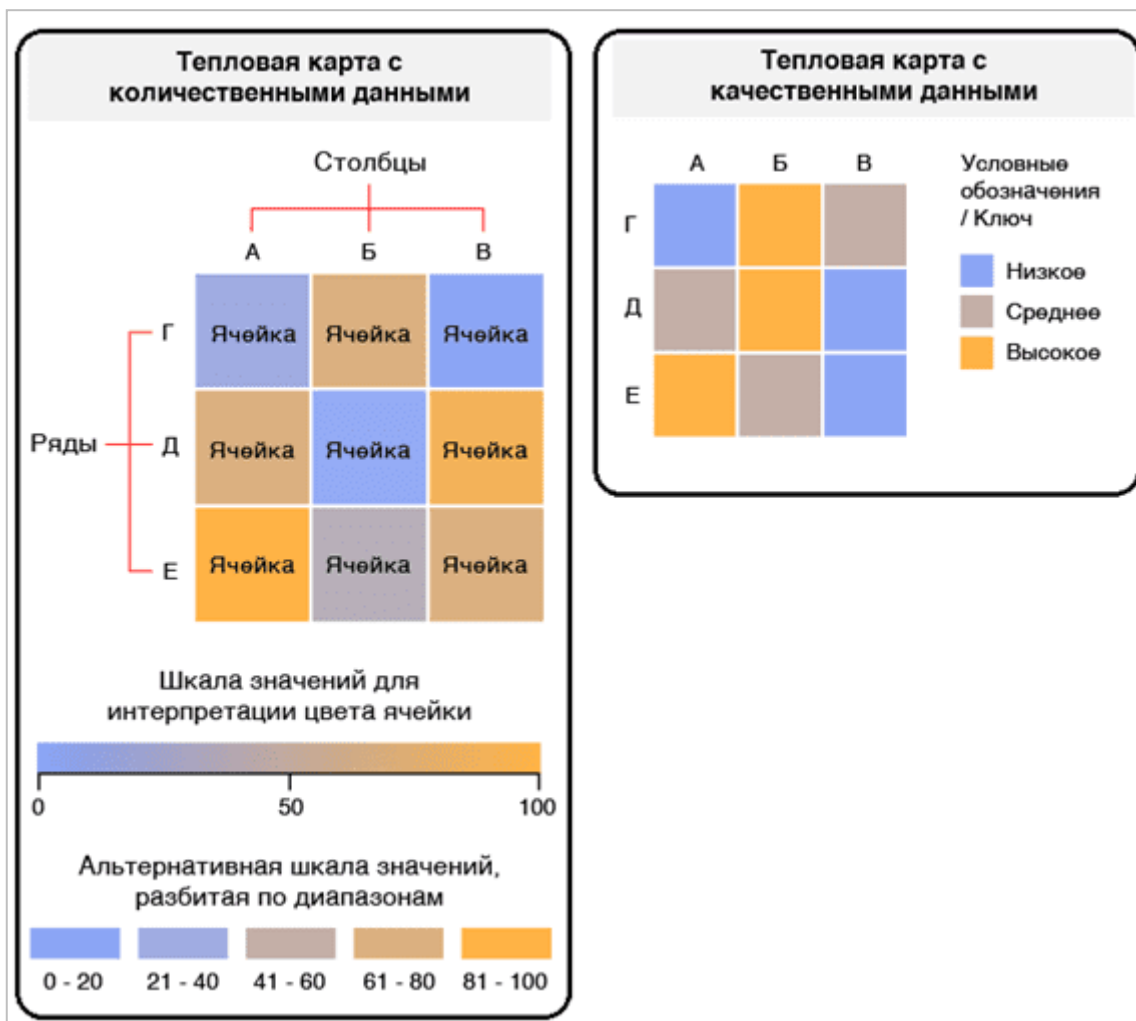 Тепловая карта с
количественными данными
Столбцы
А Б В
Г Ячейка Ячейка Ячейка
Ряды Д Ячейка Ячейка Ячейка
Е Ячейка Ячейка Ячейка
Шкала значений для
интерпретации цвета ячейки
0 50 100
Альтернативная шкала значений,
разбитая по диапазонам
0 - 20 21 - 40 41 - 60 61 - 80 81 - 100
Тепловая карта с
качественными данными
А Б В
Г
Д
Е
Условные
обозначения
/ Ключ
Низкое
Среднее
Высокое